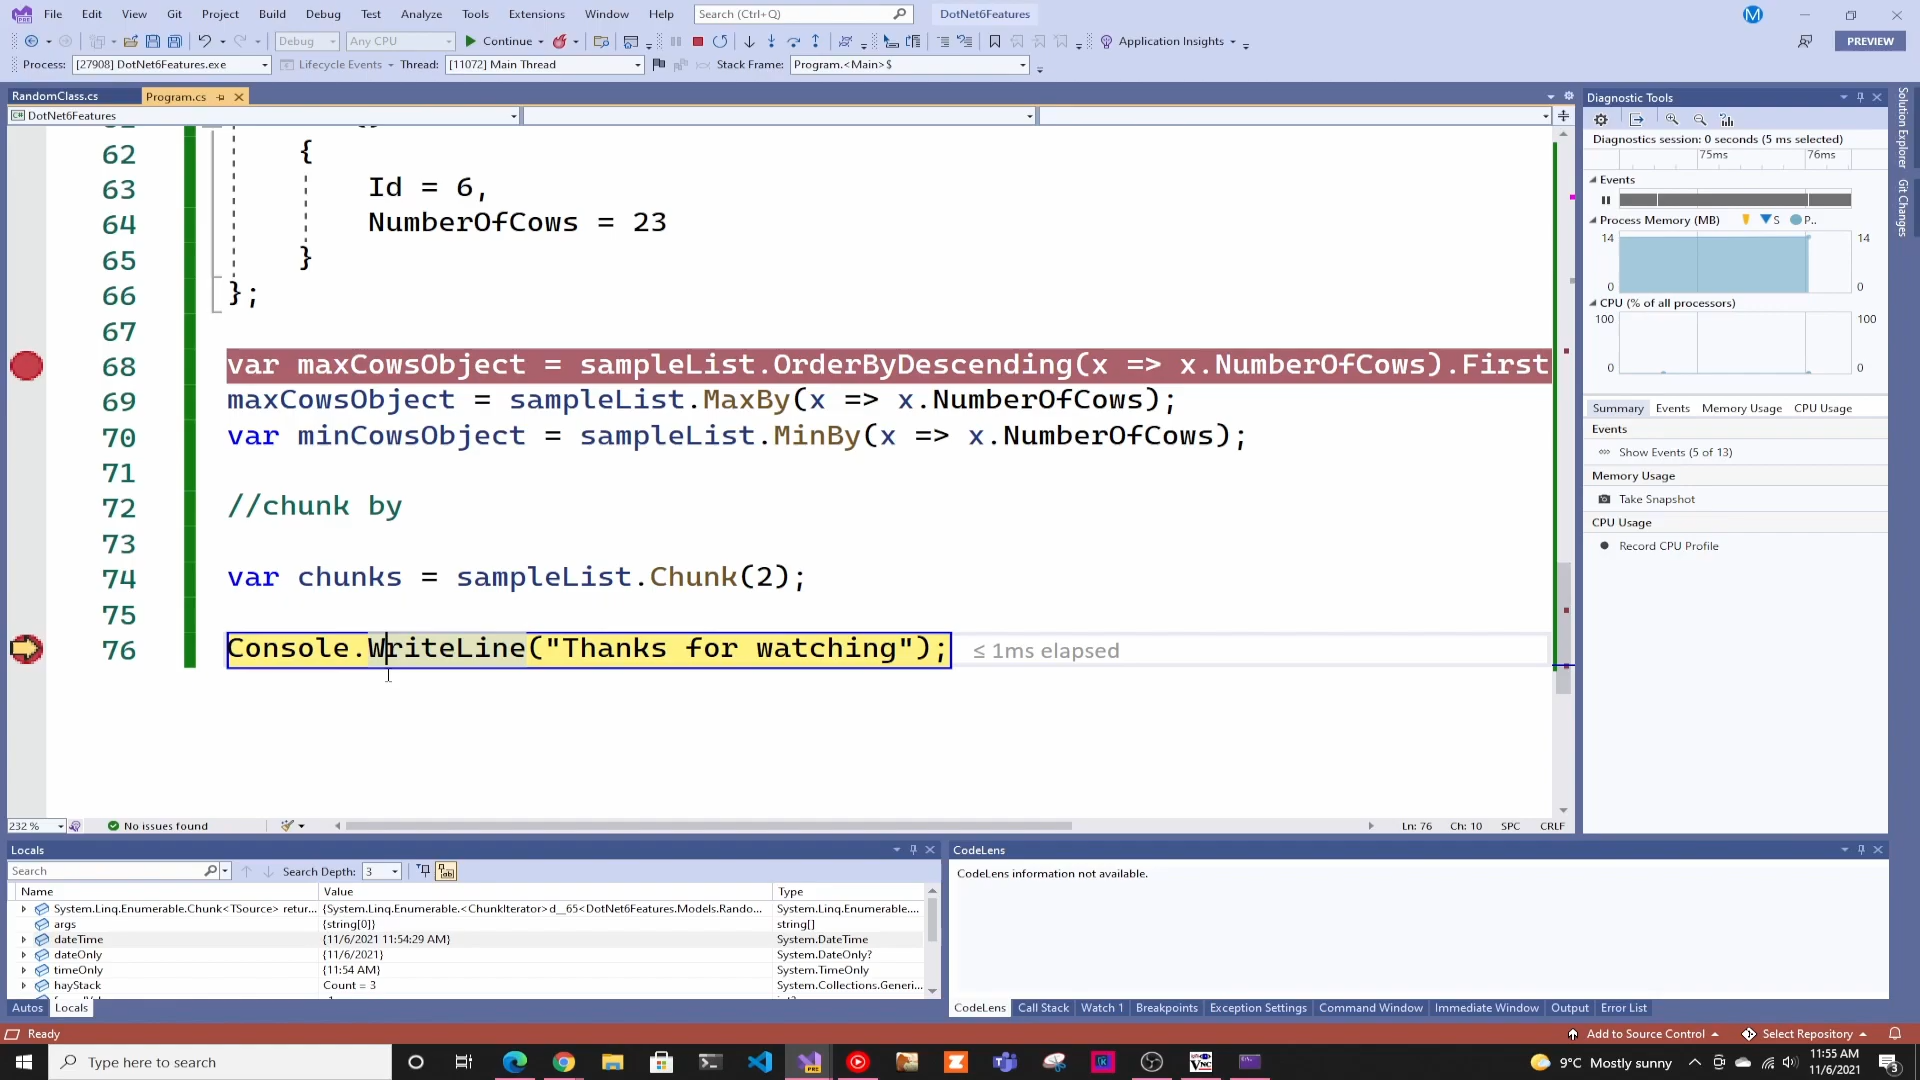 File Edit View Git Project Build Debug Test Analyze Tools Extensions Window Help Search (Ctrl+Q) DotNet6Features M
Debug Any CPU Continue Application Insights PREVIEW
Process: [27908] DotNet6Features.exe Lifecycle Events Thread: [11072] Main Thread Stack Frame: Program.<Main>$
RandomClass.cs Program.cs
DotNet6Features
62 {
63 Id = 6,
64 NumberOfCows = 23
65 }
66 };
67
68 var maxCowsObject = sampleList.OrderByDescending(x => x.NumberOfCows).First
69 maxCowsObject = sampleList.MaxBy(x => x.NumberOfCows);
70 var minCowsObject = sampleList.MinBy(x => x.NumberOfCows);
71
72 //chunk by
73
74 var chunks = sampleList.Chunk(2);
75
76 Console.WriteLine("Thanks for watching"); ≤ 1ms elapsed
232 % No issues found Ln: 76 Ch: 10 SPC CRLF
Diagnostic Tools
Diagnostics session: 0 seconds (5 ms selected)
75ms 76ms
Events
Process Memory (MB) S P..
14 14
0 0
CPU (% of all processors)
100 100
0 0
Summary Events Memory Usage CPU Usage
Events
Show Events (5 of 13)
Memory Usage
Take Snapshot
CPU Usage
Record CPU Profile
Solution Explorer
Git Changes
Locals
Search Search Depth: 3
Name Value Type
System.Linq.Enumerable.Chunk<TSource> retur... {System.Linq.Enumerable.<ChunkIterator>d__65<DotNet6Features.Models.Rando... System.Linq.Enumerable....
args {string[0]} string[]
dateTime {11/6/2021 11:54:29 AM} System.DateTime
dateOnly {11/6/2021} System.DateOnly?
timeOnly {11:54 AM} System.TimeOnly
hayStack Count = 3 System.Collections.Generi...
Autos Locals
CodeLens
CodeLens information not available.
CodeLens Call Stack Watch 1 Breakpoints Exception Settings Command Window Immediate Window Output Error List
Ready Add to Source Control Select Repository
Type here to search 9°C Mostly sunny 11:55 AM
11/6/2021 3